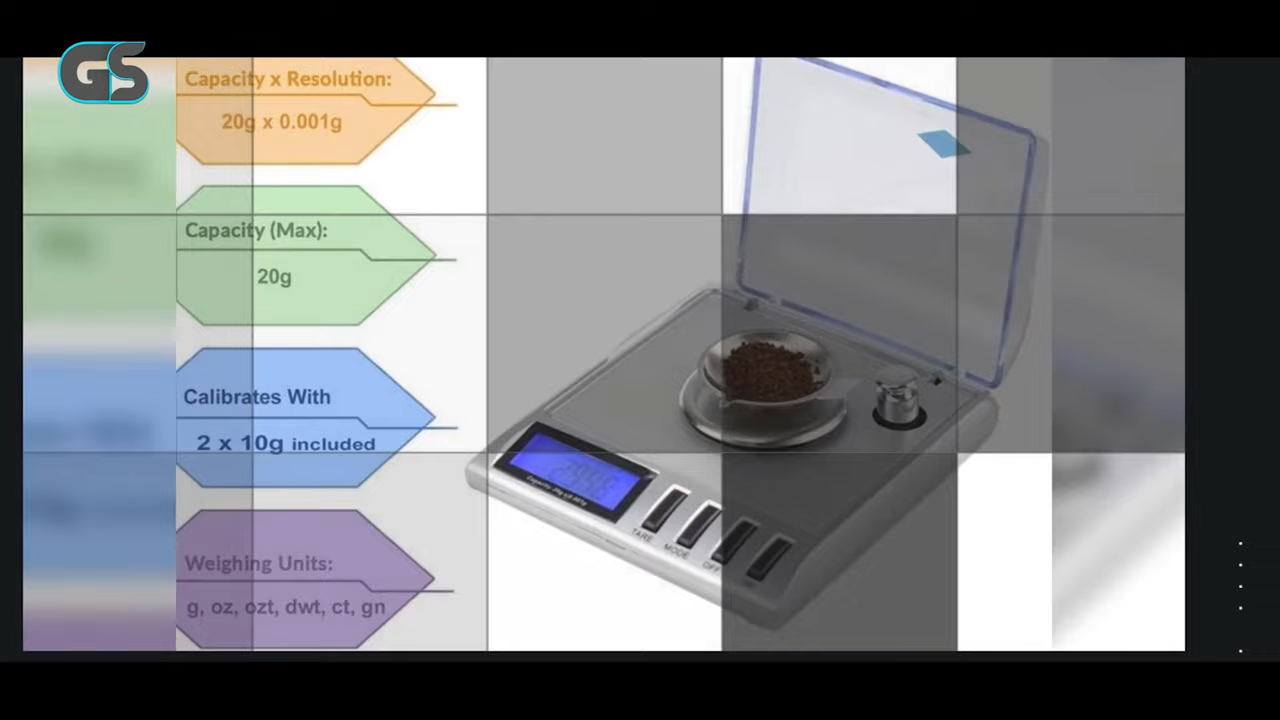 GS
Capacity x Resolution:
20g x 0.001g
Capacity (Max):
20g
Calibrates With
2 x 10g included
Weighing Units:
g, oz, ozt, dwt, ct, gn
TARE
MODE
OFF